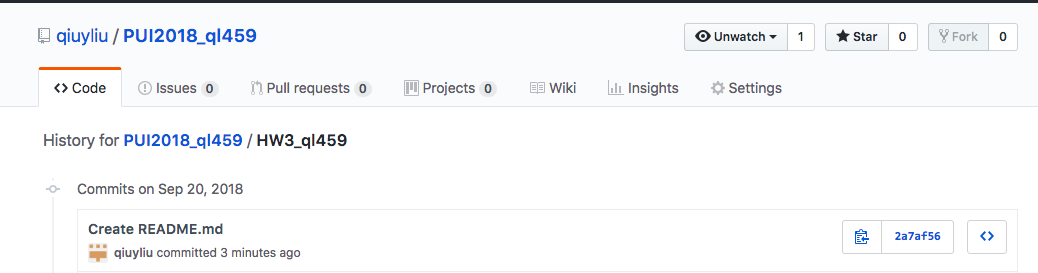 qiuyliu / PUI2018_ql459
Unwatch 1 Star 0 Fork 0
Code Issues 0 Pull requests 0 Projects 0 Wiki Insights Settings
History for PUI2018_ql459 / HW3_ql459
Commits on Sep 20, 2018
Create README.md
2a7af56
qiuyliu committed 3 minutes ago